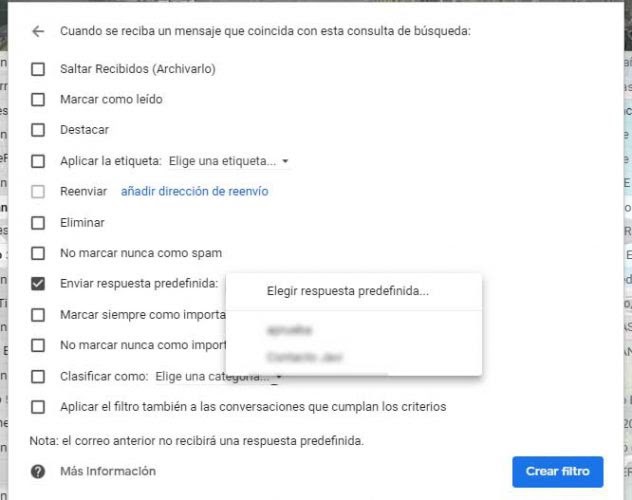 Cuando se reciba un mensaje que coincida con esta consulta de búsqueda:
Saltar Recibidos (Archivarlo)
Marcar como leído
Destacar
Aplicar la etiqueta: Elige una etiqueta...
Reenviar añadir dirección de reenvío
Eliminar
No marcar nunca como spam
Enviar respuesta predefinida:
Elegir respuesta predefinida...
Marcar siempre como importa
No marcar nunca como import
Clasificar como: Elige una categoría...
Aplicar el filtro también a las conversaciones que cumplan los criterios
Nota: el correo anterior no recibirá una respuesta predefinida.
Más Información
Crear filtro